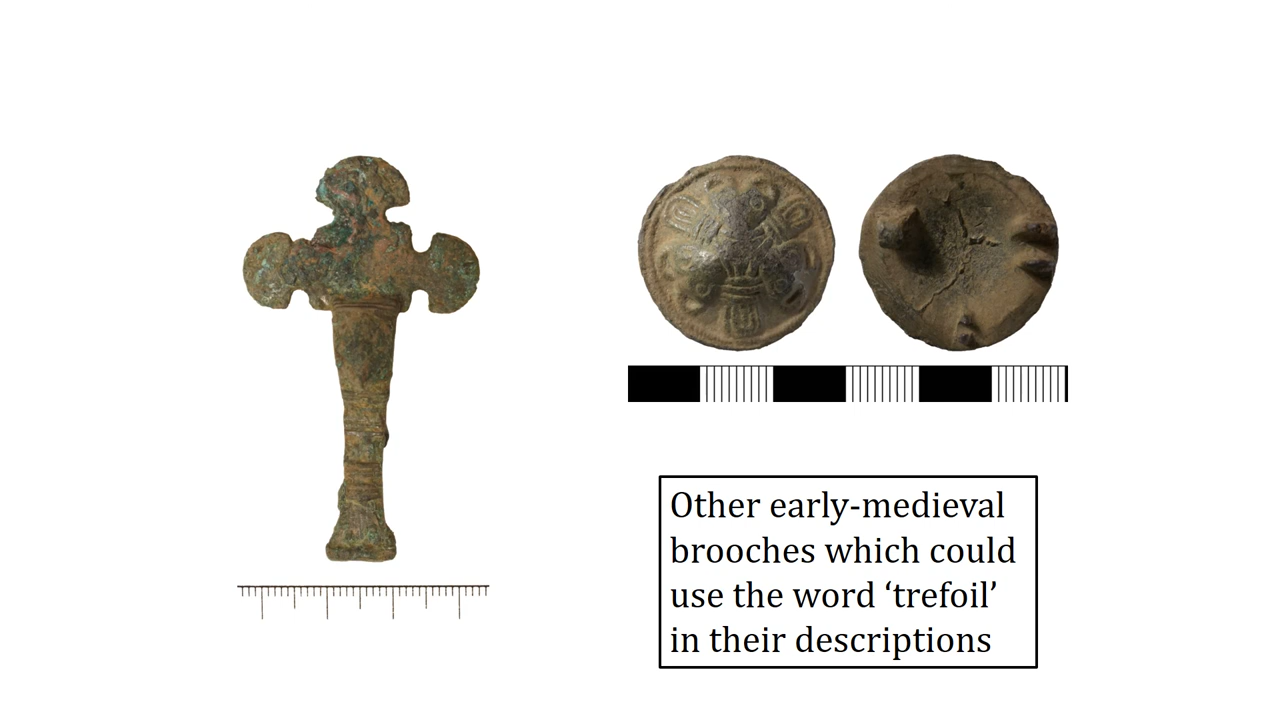 Other early-medieval
brooches which could
use the word ‘trefoil’
in their descriptions